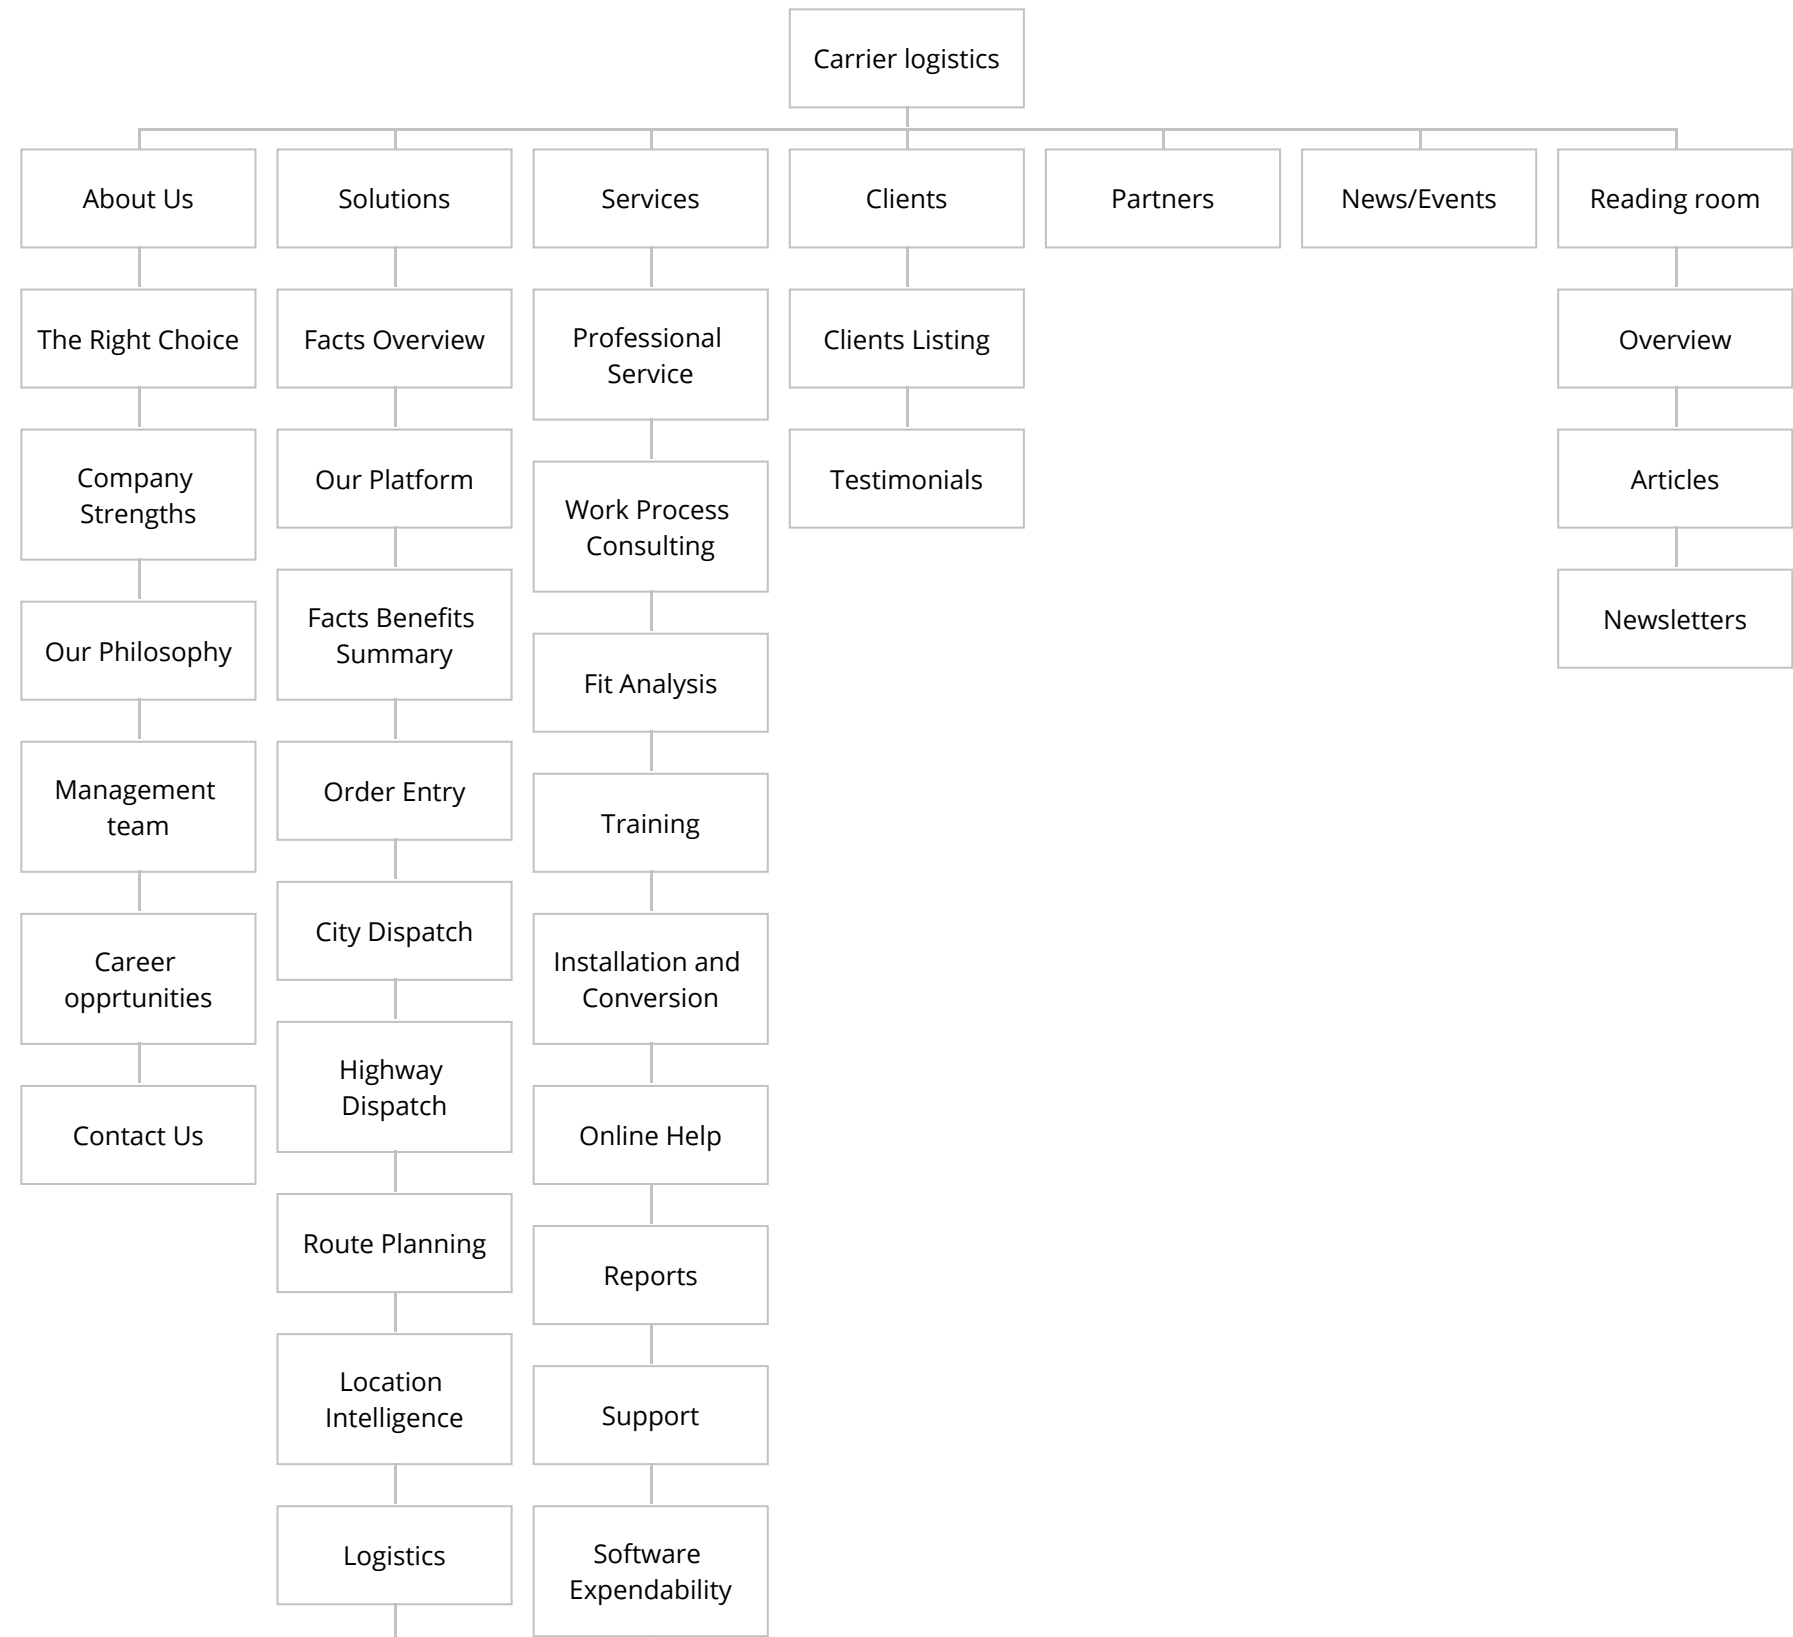 Carrier logistics
About Us
Solutions
Services
Clients
Partners
News/Events
Reading room
The Right Choice
Company
Strengths
Our Philosophy
Management
team
Career
opprtunities
Contact Us
Facts Overview
Our Platform
Facts Benefits
Summary
Order Entry
City Dispatch
Highway
Dispatch
Route Planning
Location
Intelligence
Logistics
Professional
Service
Work Process
Consulting
Fit Analysis
Training
Installation and
Conversion
Online Help
Reports
Support
Software
Expendability
Clients Listing
Testimonials
Overview
Articles
Newsletters